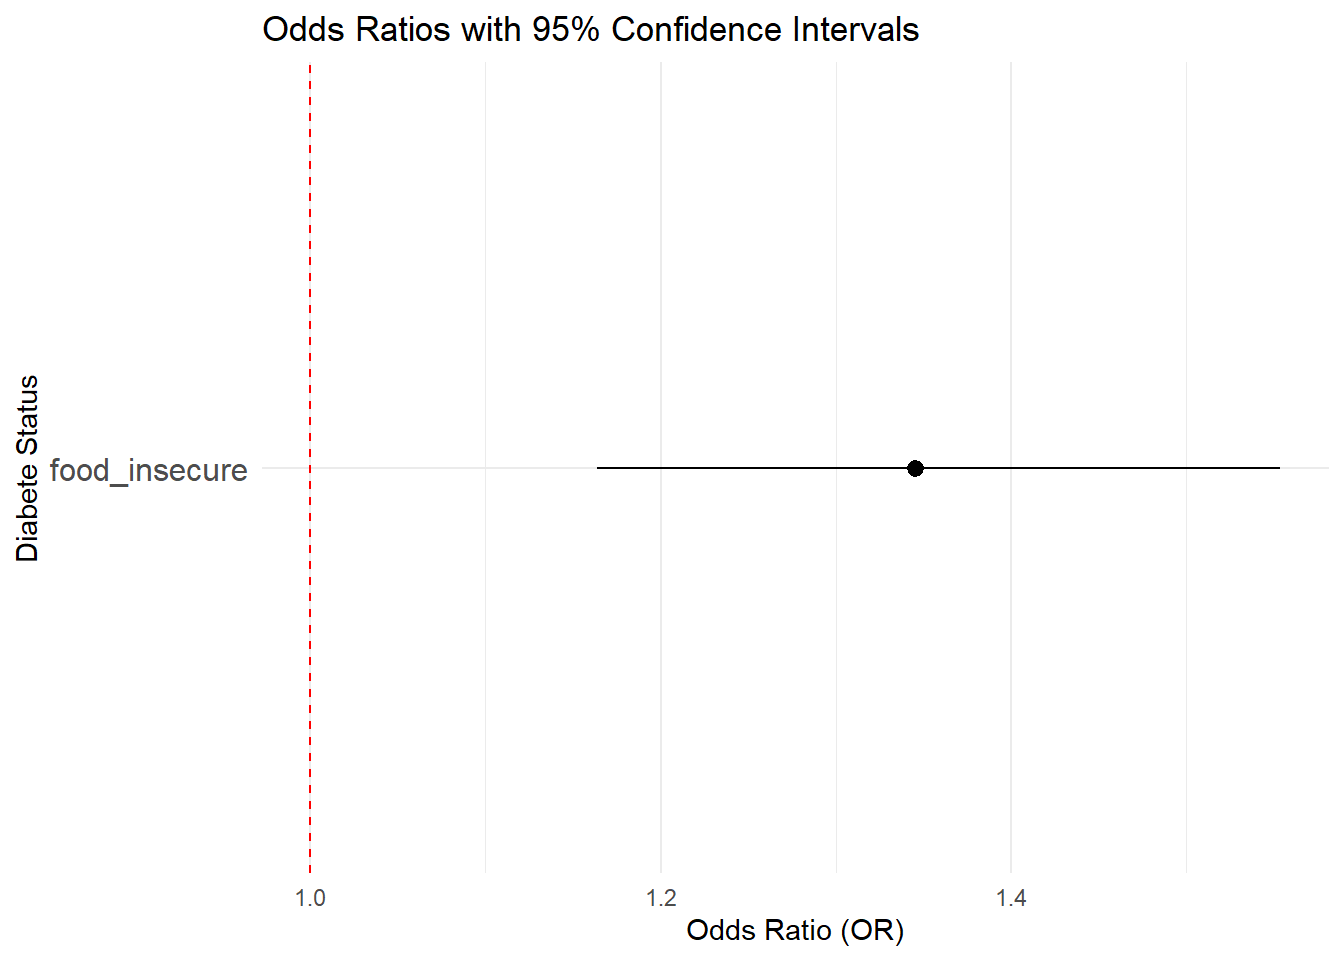 Odds Ratios with 95% Confidence Intervals
Diabete Status
food_insecure
1.0
1.2
1.4
Odds Ratio (OR)